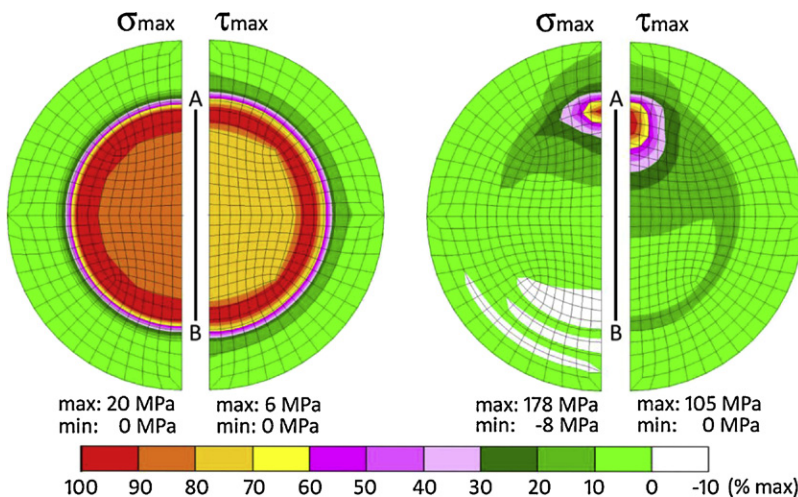 σmax τmax σmax τmax
A A
B B
max: 20 MPa max: 6 MPa max: 178 MPa max: 105 MPa
min: 0 MPa min: 0 MPa min: -8 MPa min: 0 MPa
100 90 80 70 60 50 40 30 20 10 0 -10 (% max)